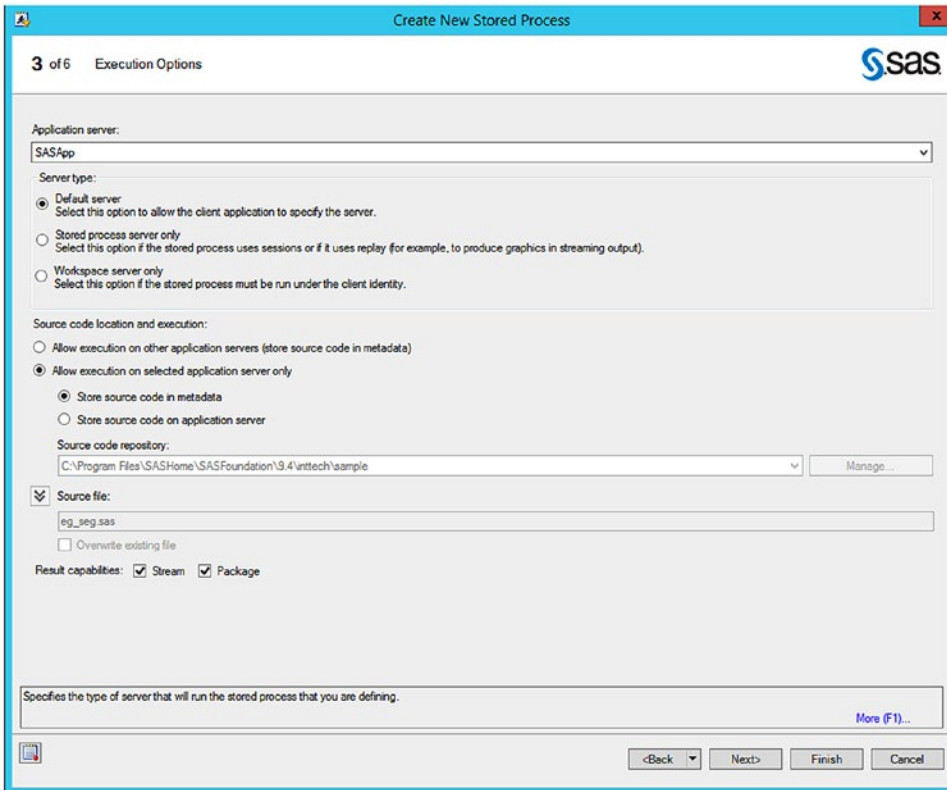 Create New Stored Process
x
3 of 6 Execution Options
sas
Application server:
SASApp
Server type:
Default server
Select this option to allow the client application to specify the server.
Stored process server only
Select this option if the stored process uses sessions or if it uses replay (for example, to produce graphics in streaming output).
Workspace server only
Select this option if the stored process must be run under the client identity.
Source code location and execution:
Allow execution on other application servers (store source code in metadata)
Allow execution on selected application server only
Store source code in metadata
Store source code on application server
Source code repository:
C:\Program Files\SASHome\SASFoundation\9.4\inttech\sample
Manage...
Source file:
eg_seg.sas
Overwrite existing file
Result capabilities: Stream Package
Specifies the type of server that will run the stored process that you are defining.
More (F1)...
<Back Next> Finish Cancel